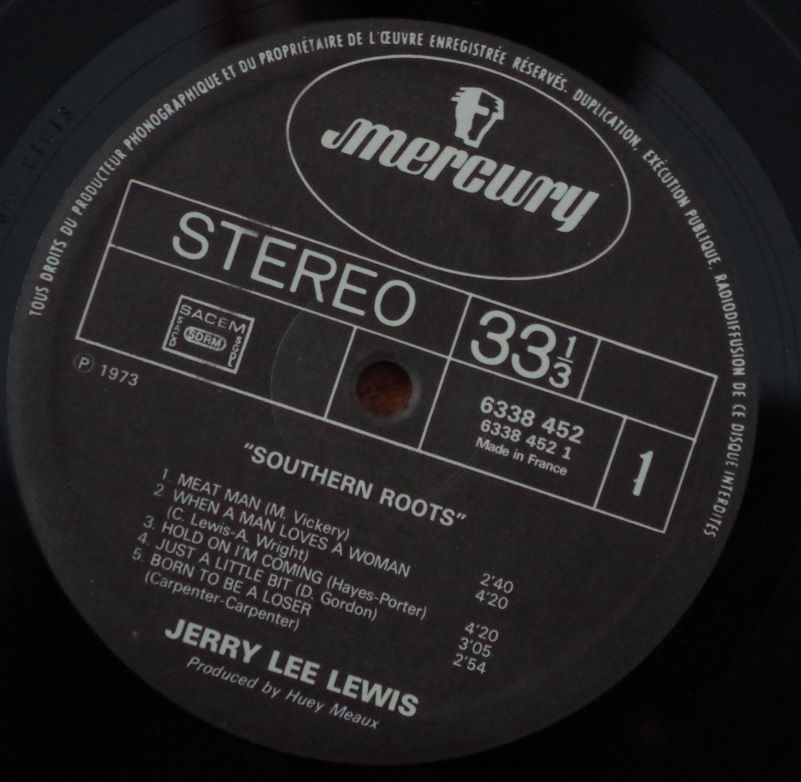 TOUS DROITS DU PRODUCTEUR PHONOGRAPHIQUE ET DU PROPRIÉTAIRE DE L'ŒUVRE ENREGISTRÉE RÉSERVÉS. DUPLICATION, EXÉCUTION PUBLIQUE, RADIODIFFUSION DE CE DISQUE INTERDITES
mercury
STEREO
33 1/3
SACEM
SACD SDRM SGDL
Ⓟ 1973
6338 452
6338 452 1
Made in France
1
"SOUTHERN ROOTS"
1. MEAT MAN (M. Vickery) 2'40
2. WHEN A MAN LOVES A WOMAN 4'20
(C. Lewis-A. Wright)
3. HOLD ON I'M COMING (Hayes-Porter) 4'20
4. JUST A LITTLE BIT (D. Gordon) 3'05
5. BORN TO BE A LOSER 2'54
(Carpenter-Carpenter)
JERRY LEE LEWIS
Produced by Huey Meaux